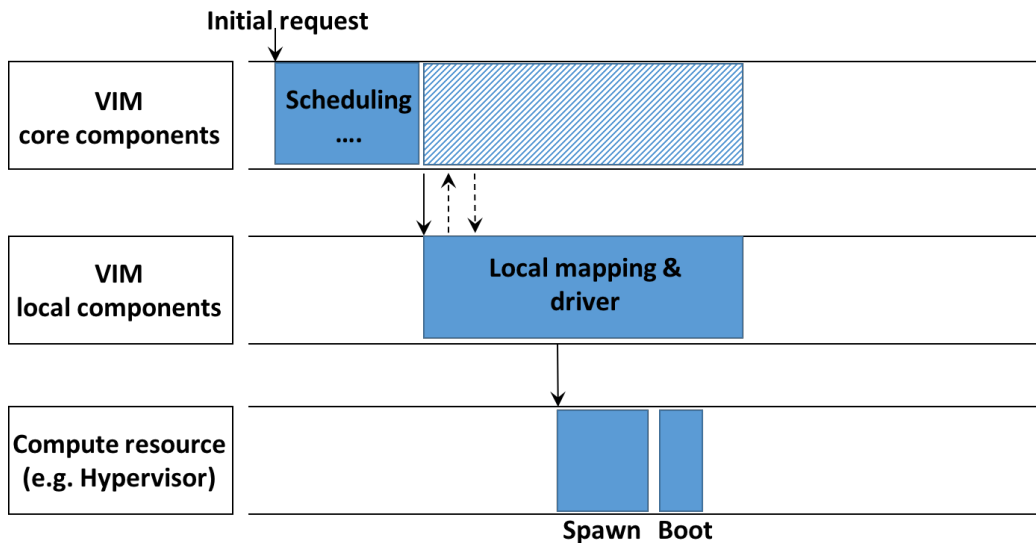 Initial request
VIM
core components
Scheduling
....
VIM
local components
Local mapping &
driver
Compute resource
(e.g. Hypervisor)
Spawn
Boot